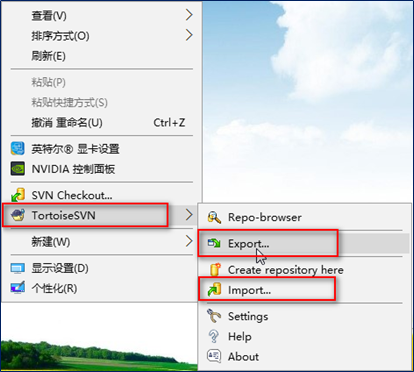 查看(V)
排序方式(O)
刷新(E)
粘贴(P)
粘贴快捷方式(S)
撤消 重命名(U) Ctrl+Z
英特尔® 显卡设置
NVIDIA 控制面板
SVN Checkout...
TortoiseSVN
新建(W)
显示设置(D)
个性化(R)
Repo-browser
Export...
Create repository here
Import...
Settings
Help
About